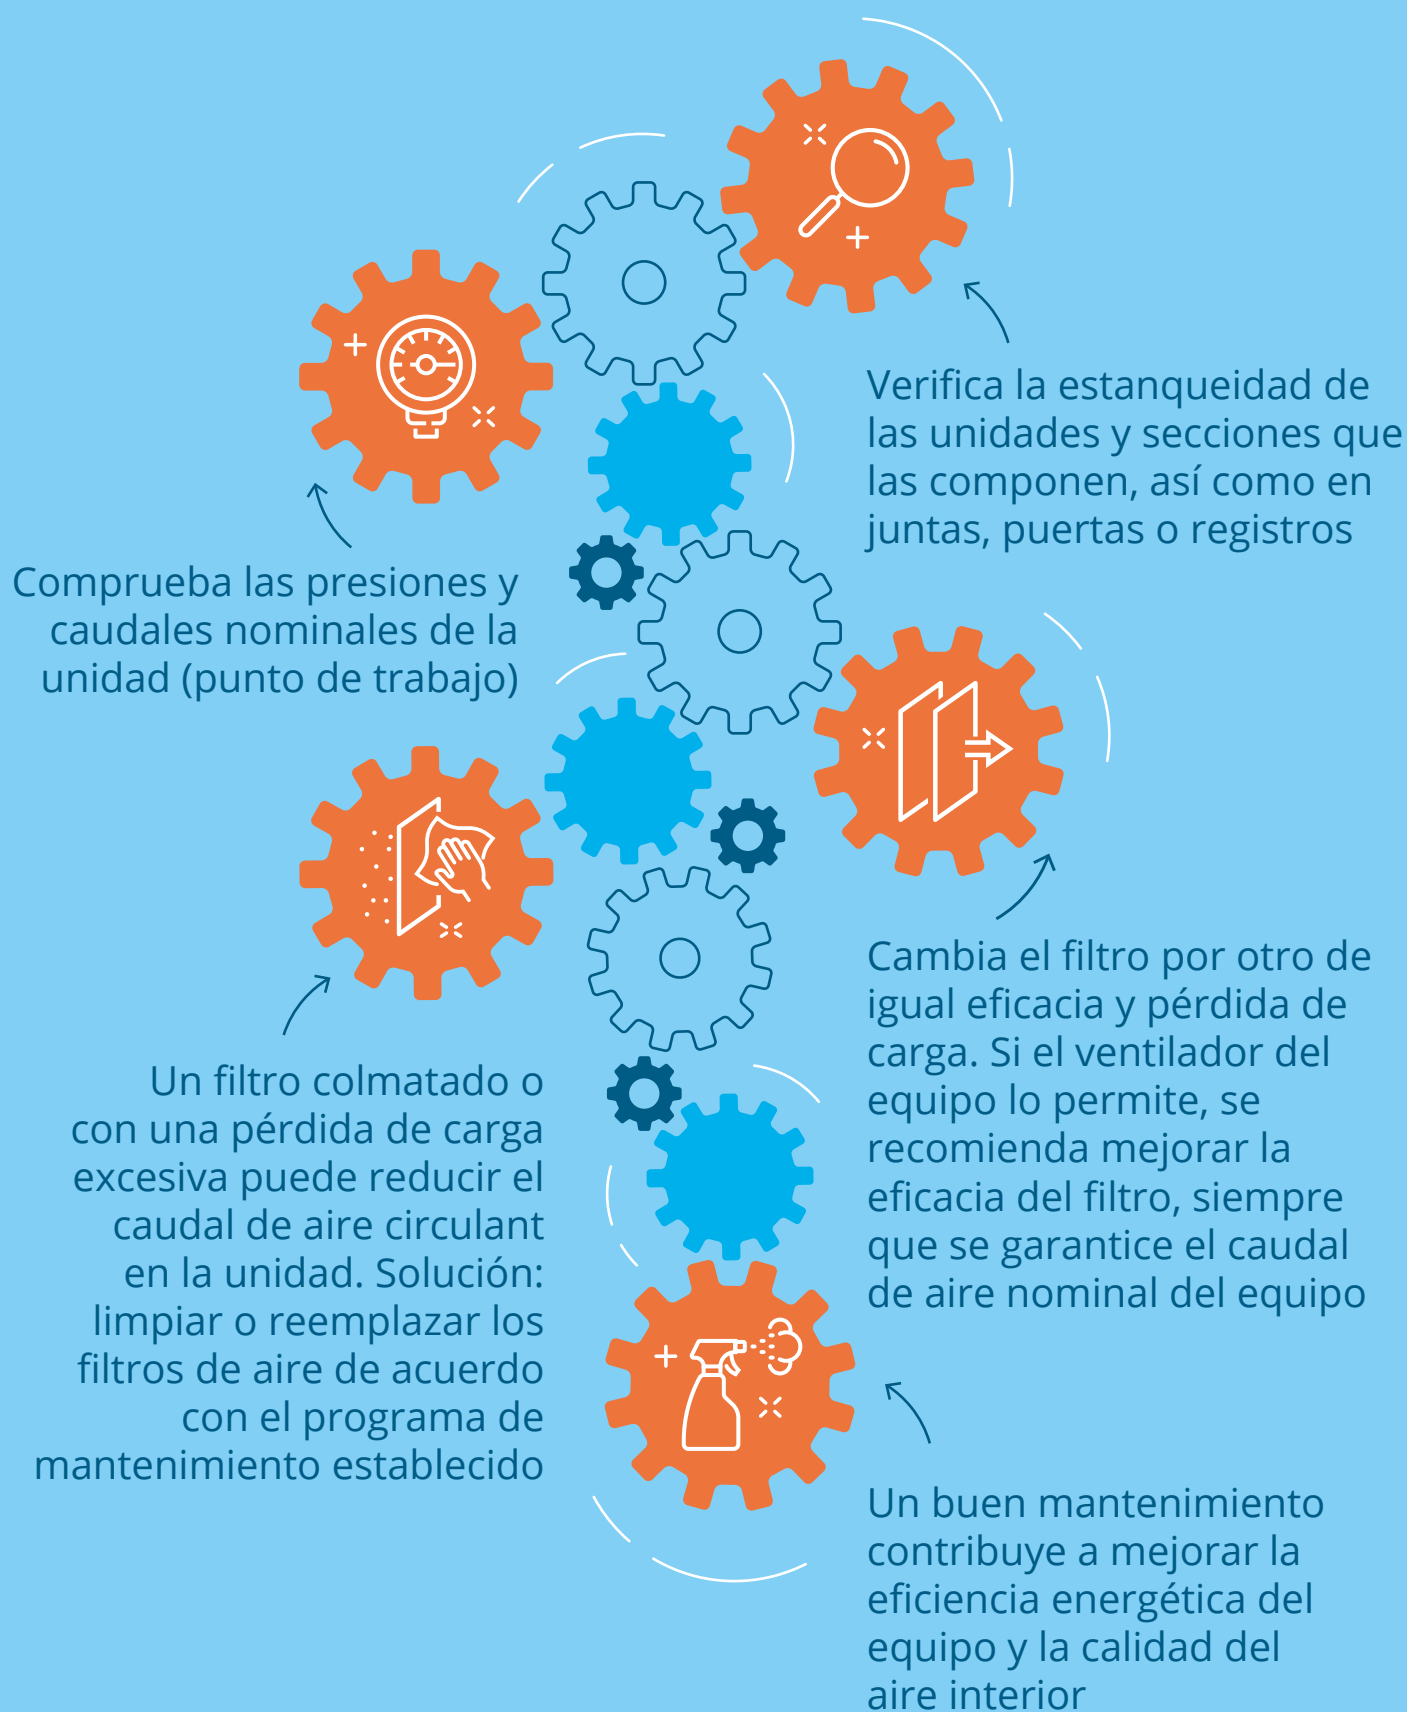 Verifica la estanqueidad de
las unidades y secciones que
las componen, así como en
juntas, puertas o registros
Comprueba las presiones y
caudales nominales de la
unidad (punto de trabajo)
Cambia el filtro por otro de
igual eficacia y pérdida de
carga. Si el ventilador del
equipo lo permite, se
recomienda mejorar la
eficacia del filtro, siempre
que se garantice el caudal
de aire nominal del equipo
Un filtro colmatado o
con una pérdida de carga
excesiva puede reducir el
caudal de aire circulant
en la unidad. Solución:
limpiar o reemplazar los
filtros de aire de acuerdo
con el programa de
mantenimiento establecido
Un buen mantenimiento
contribuye a mejorar la
eficiencia energética del
equipo y la calidad del
aire interior